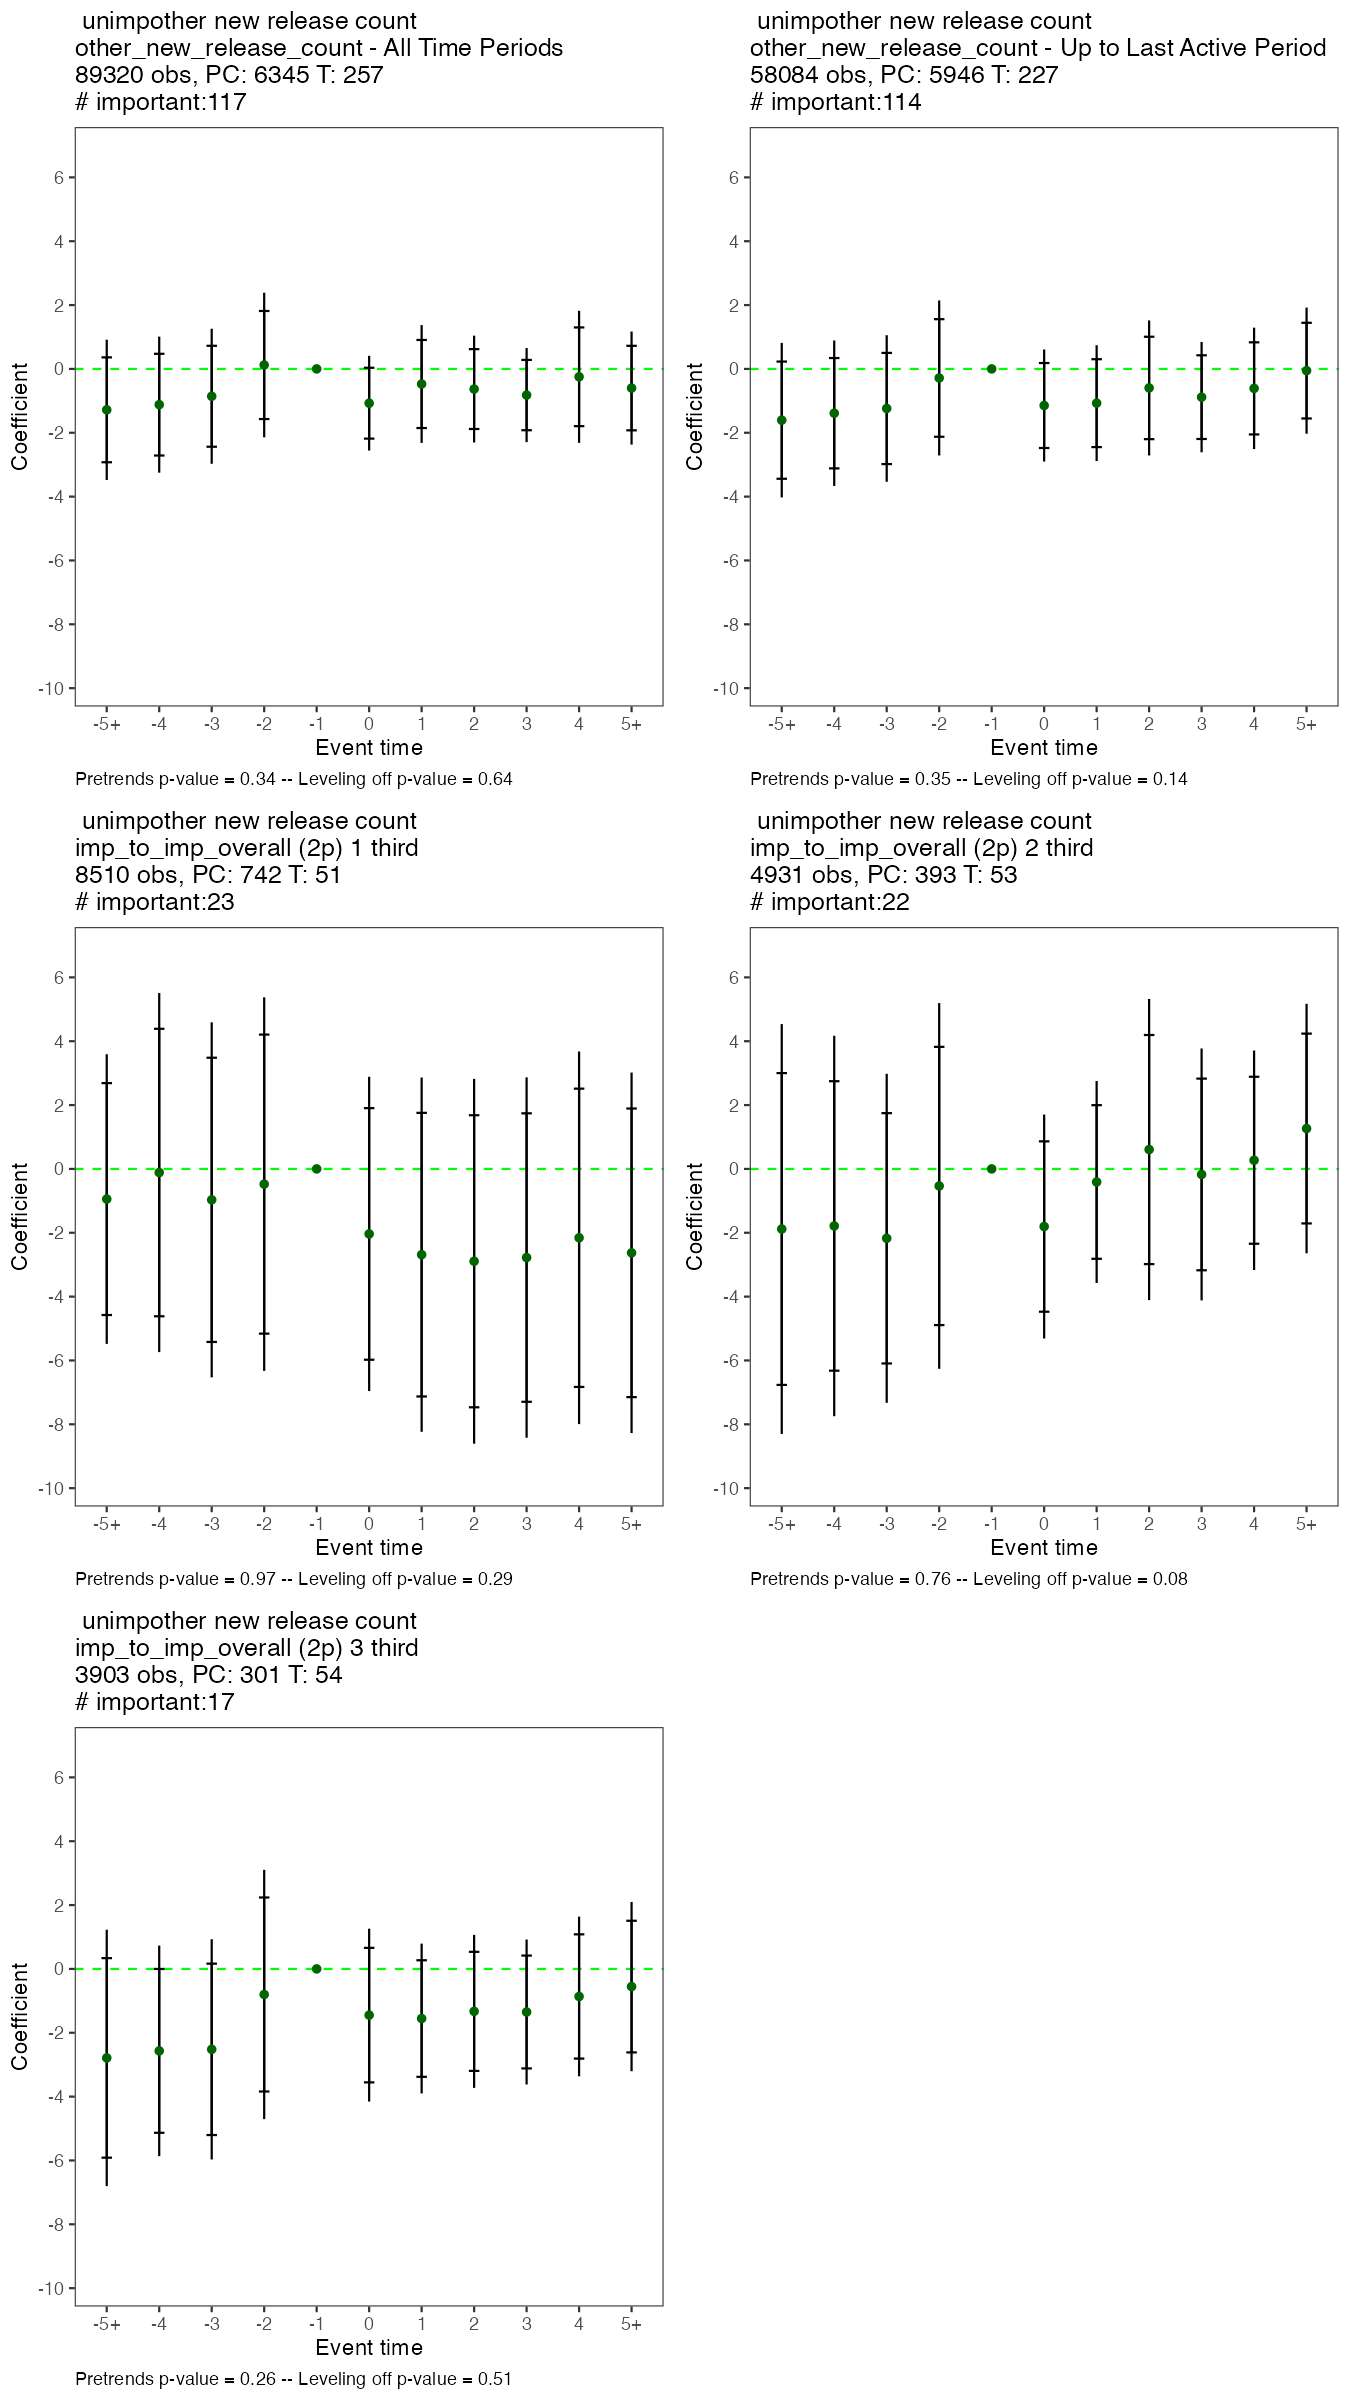 unimpother new release count
other_new_release_count - All Time Periods
89320 obs, PC: 6345 T: 257
# important:117
6
4
2
0
-2
-4
-6
-8
-10
Coefficient
-5+ -4 -3 -2 -1 0 1 2 3 4 5+
Event time
Pretrends p-value = 0.34 -- Leveling off p-value = 0.64
unimpother new release count
other_new_release_count - Up to Last Active Period
58084 obs, PC: 5946 T: 227
# important:114
6
4
2
0
-2
-4
-6
-8
-10
Coefficient
-5+ -4 -3 -2 -1 0 1 2 3 4 5+
Event time
Pretrends p-value = 0.35 -- Leveling off p-value = 0.14
unimpother new release count
imp_to_imp_overall (2p) 1 third
8510 obs, PC: 742 T: 51
# important:23
6
4
2
0
-2
-4
-6
-8
-10
Coefficient
-5+ -4 -3 -2 -1 0 1 2 3 4 5+
Event time
Pretrends p-value = 0.97 -- Leveling off p-value = 0.29
unimpother new release count
imp_to_imp_overall (2p) 2 third
4931 obs, PC: 393 T: 53
# important:22
6
4
2
0
-2
-4
-6
-8
-10
Coefficient
-5+ -4 -3 -2 -1 0 1 2 3 4 5+
Event time
Pretrends p-value = 0.76 -- Leveling off p-value = 0.08
unimpother new release count
imp_to_imp_overall (2p) 3 third
3903 obs, PC: 301 T: 54
# important:17
6
4
2
0
-2
-4
-6
-8
-10
Coefficient
-5+ -4 -3 -2 -1 0 1 2 3 4 5+
Event time
Pretrends p-value = 0.26 -- Leveling off p-value = 0.51